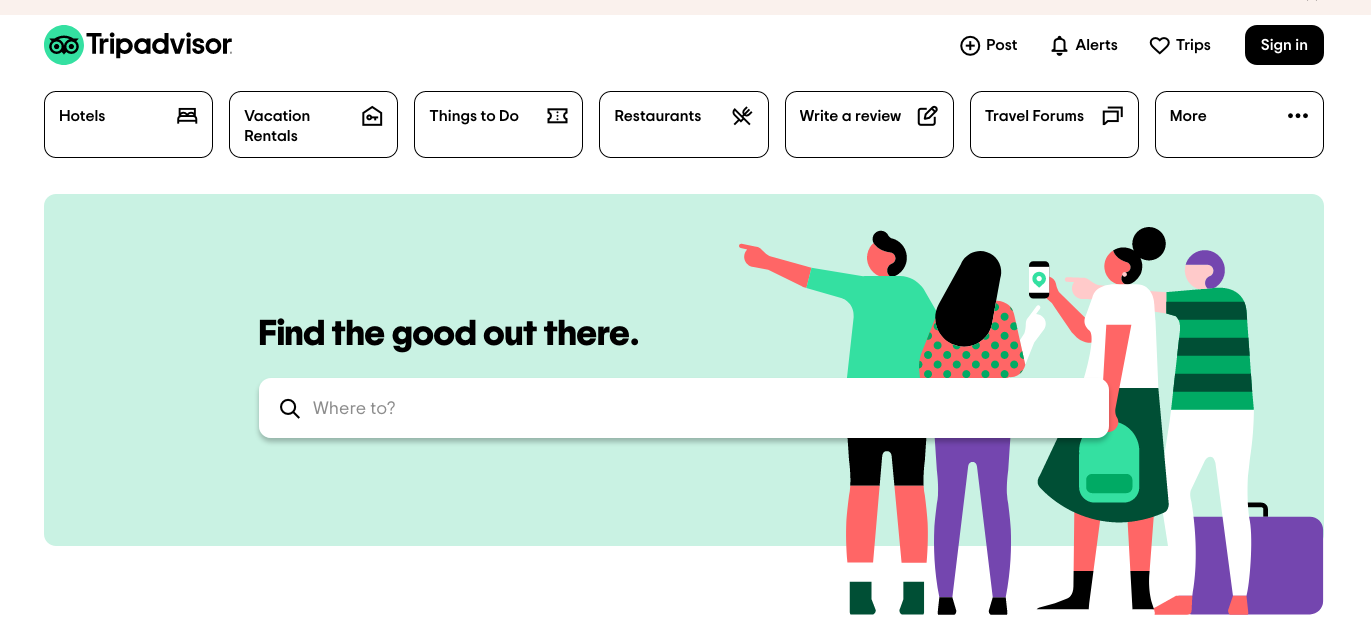 Tripadvisor
Post
Alerts
Trips
Sign in
Hotels
Vacation
Rentals
Things to Do
Restaurants
Write a review
Travel Forums
More
Find the good out there.
Where to?